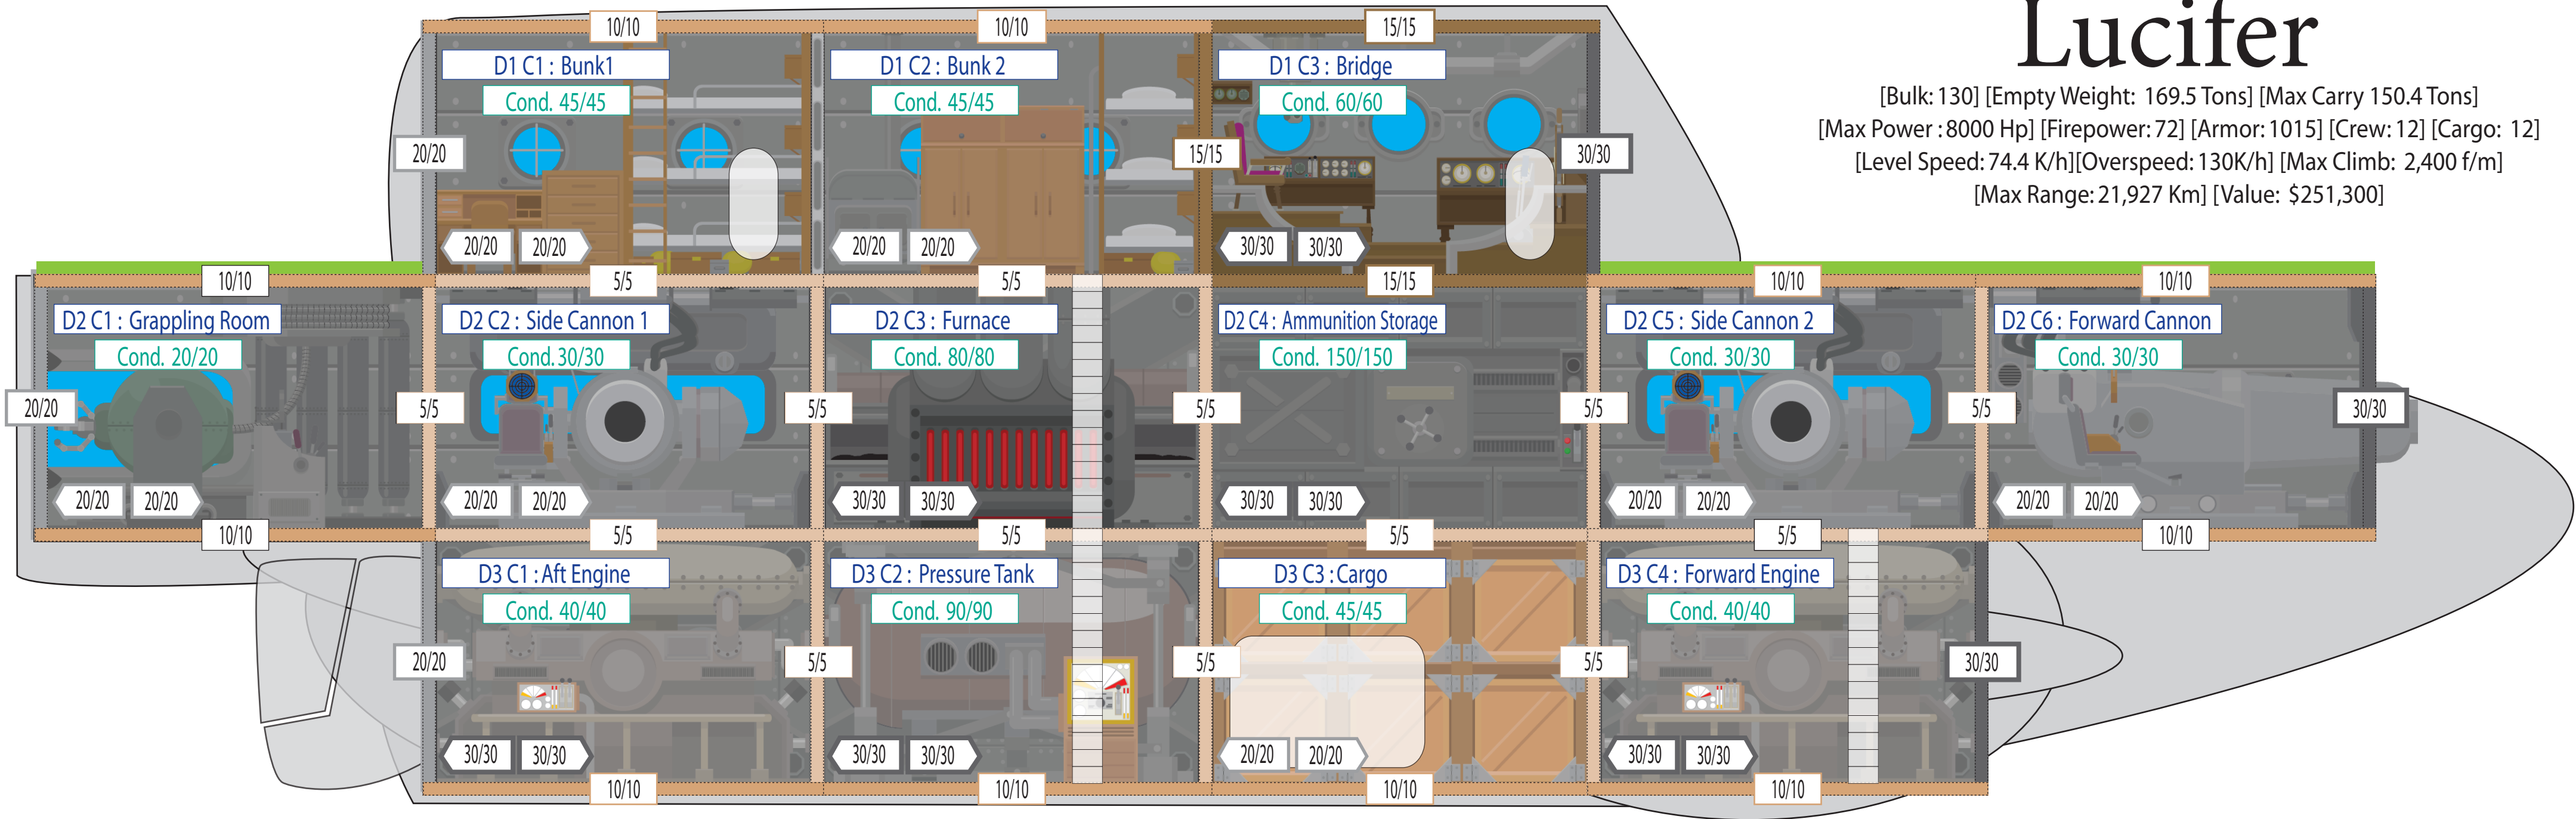 Lucifer
[Bulk: 130] [Empty Weight: 169.5 Tons] [Max Carry 150.4 Tons]
[Max Power : 8000 Hp] [Firepower: 72] [Armor: 1015] [Crew: 12] [Cargo: 12]
[Level Speed: 74.4 K/h][Overspeed: 130K/h] [Max Climb: 2,400 f/m]
[Max Range: 21,927 Km] [Value: $251,300]
10/10 10/10 15/15
D1 C1 : Bunk1 D1 C2 : Bunk 2 D1 C3 : Bridge
Cond. 45/45 Cond. 45/45 Cond. 60/60
20/20 15/15 30/30
20/20 20/20 20/20 20/20 30/30 30/30
10/10 5/5 5/5 15/15 10/10 10/10
D2 C1 : Grappling Room D2 C2 : Side Cannon 1 D2 C3 : Furnace D2 C4 : Ammunition Storage D2 C5 : Side Cannon 2 D2 C6 : Forward Cannon
Cond. 20/20 Cond.30/30 Cond. 80/80 Cond. 150/150 Cond. 30/30 Cond. 30/30
20/20 5/5 5/5 5/5 5/5 5/5 30/30
20/20 20/20 20/20 20/20 30/30 30/30 30/30 30/30 20/20 20/20 20/20 20/20
10/10 5/5 5/5 5/5 5/5 10/10
D3 C1 : Aft Engine D3 C2 : Pressure Tank D3 C3 : Cargo D3 C4 : Forward Engine
Cond. 40/40 Cond. 90/90 Cond. 45/45 Cond. 40/40
20/20 5/5 5/5 5/5 30/30
30/30 30/30 30/30 30/30 20/20 20/20 30/30 30/30
10/10 10/10 10/10 10/10